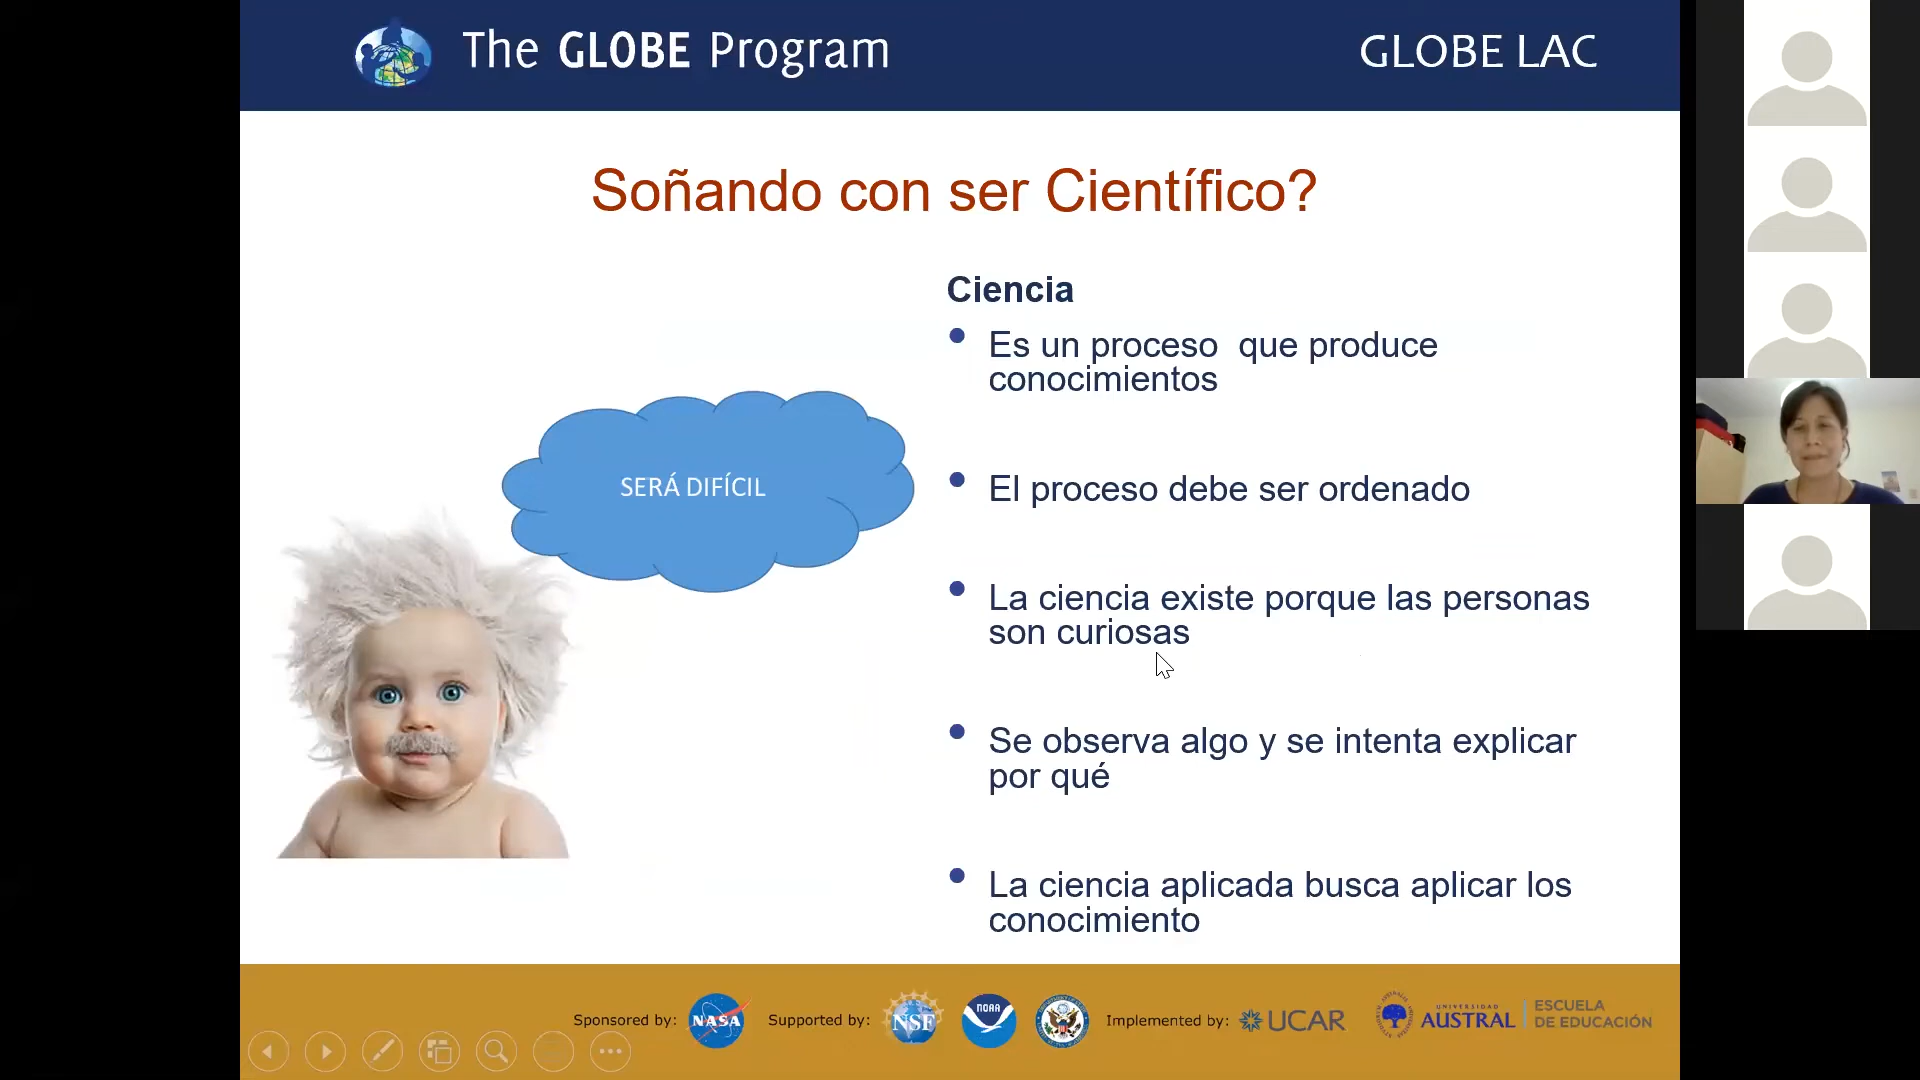 The GLOBE Program
GLOBE LAC
Soñando con ser Científico?
Ciencia
• Es un proceso  que produce
conocimientos
• El proceso debe ser ordenado
• La ciencia existe porque las personas
son curiosas
• Se observa algo y se intenta explicar
por qué
• La ciencia aplicada busca aplicar los
conocimiento
SERÁ DIFÍCIL
Sponsored by:
NASA
Supported by:
NSF
NOAA
Implemented by:
UCAR
UNIVERSIDAD
AUSTRAL
ESCUELA
DE EDUCACIÓN